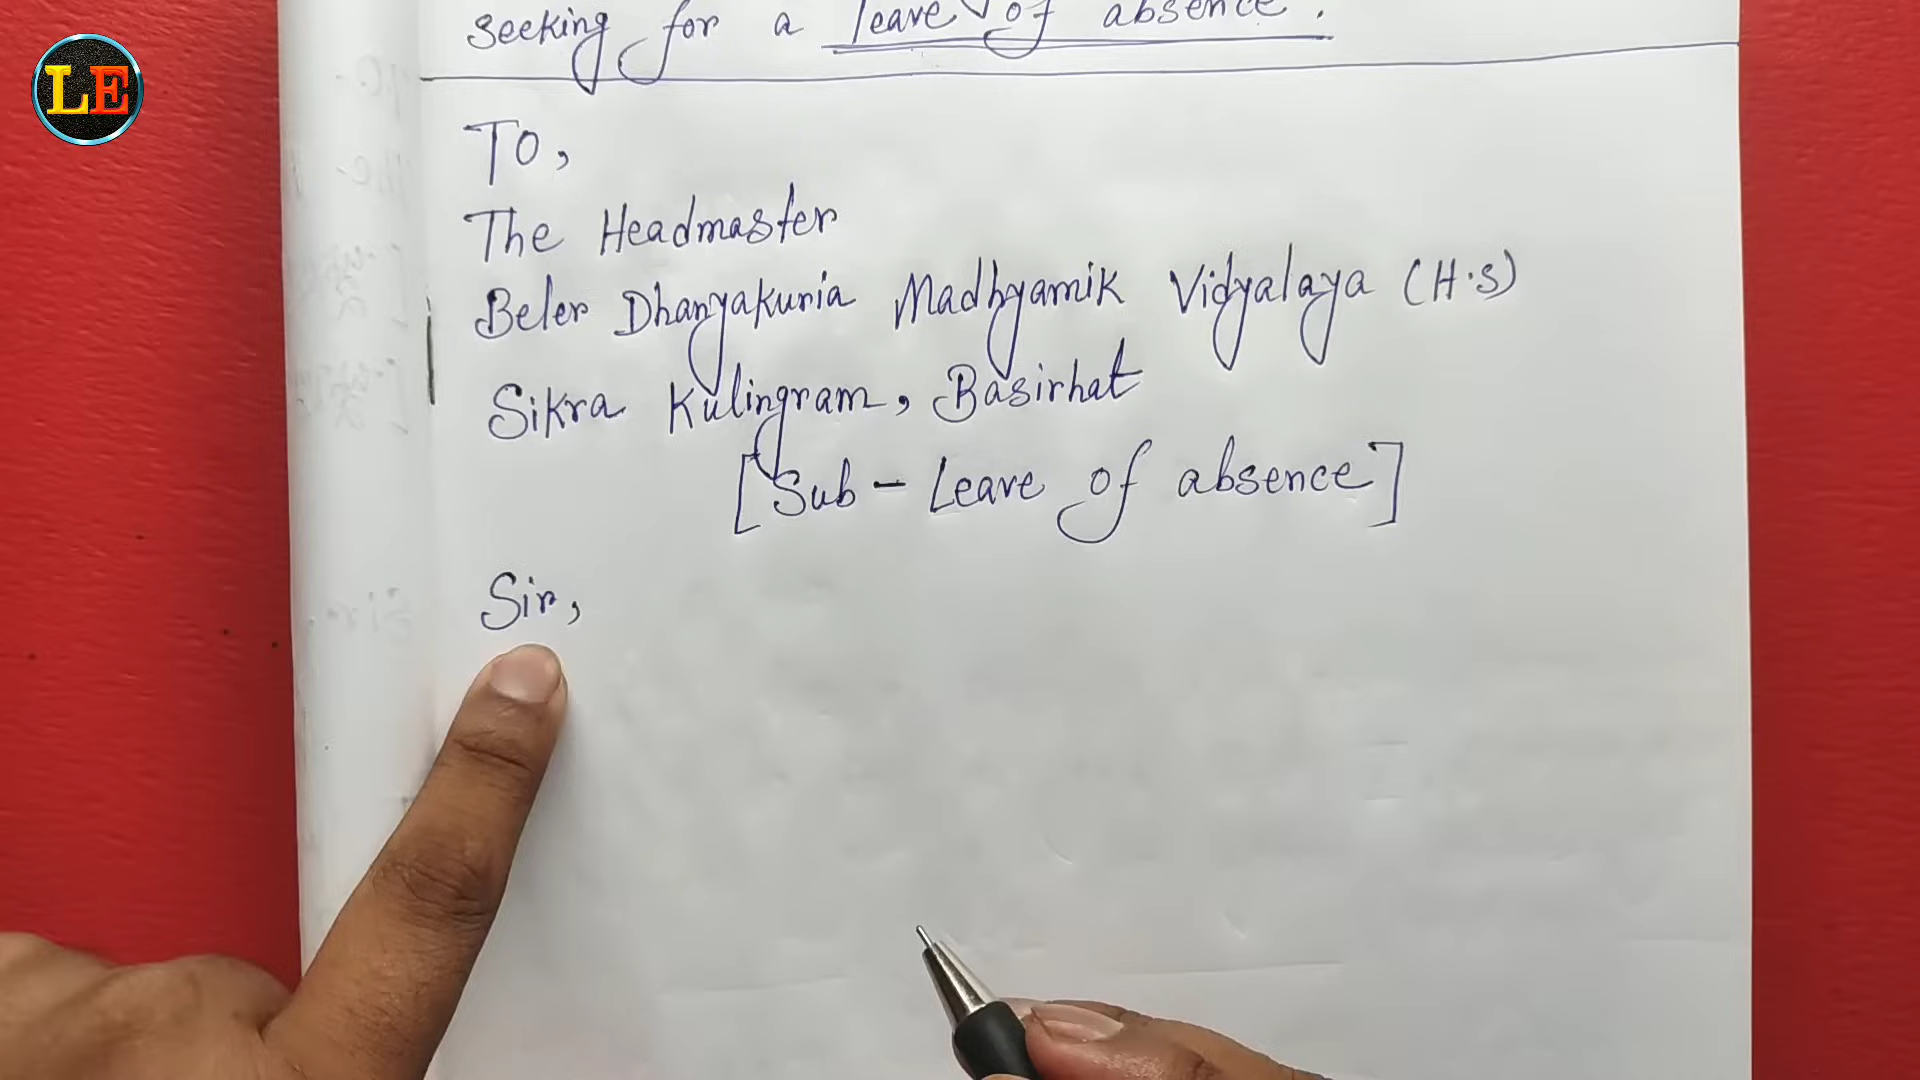 LE
seeking for a leave of absence.
TO,
The Headmaster
Beler Dhanyakuria Madhyamik Vidyalaya (H.S)
Sikra Kulingram, Basirhat
[Sub - Leave of absence]
Sir,